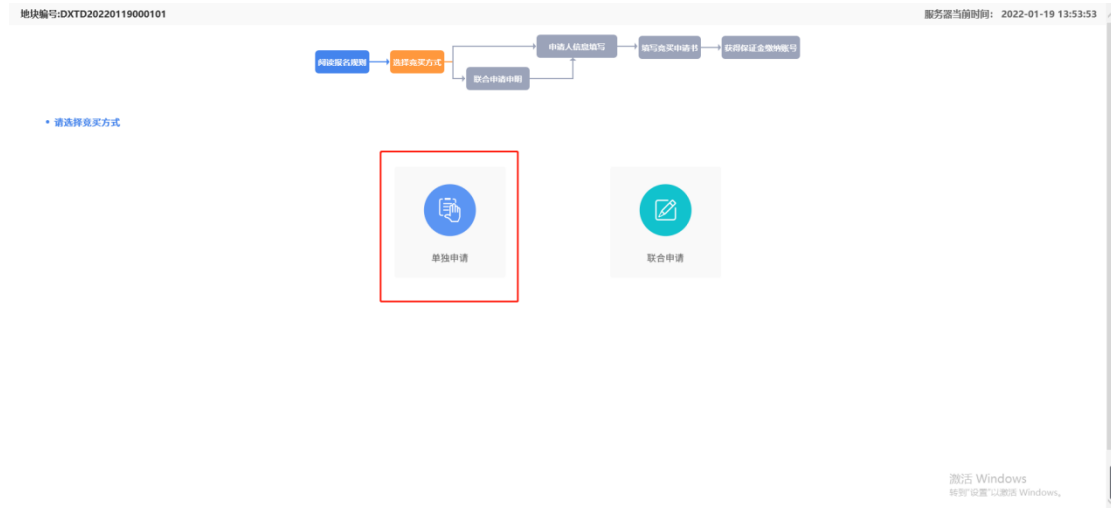 地块编号:DXTD20220119000101
服务器当前时间: 2022-01-19 13:53:53
阅读报名规则
选择竞买方式
申请人信息填写
填写竞买申请书
获得保证金缴纳账号
联合申请申明
• 请选择竞买方式
单独申请
联合申请
激活 Windows
转到"设置"以激活 Windows。